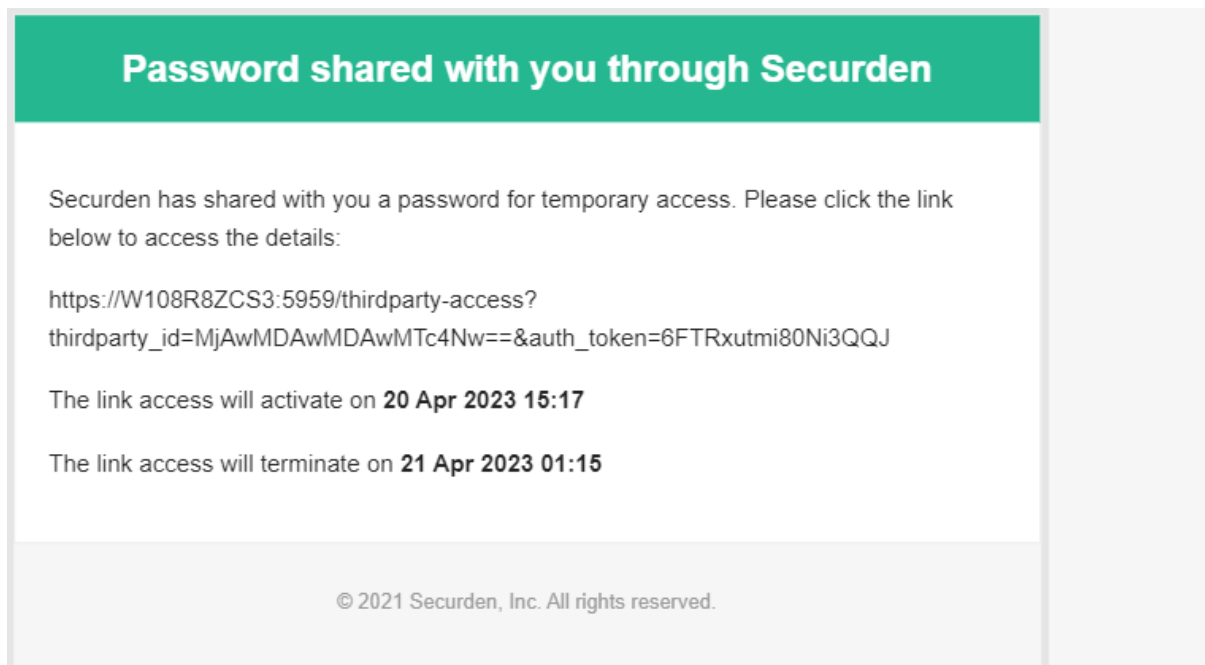 Password shared with you through Securden
Securden has shared with you a password for temporary access. Please click the link
below to access the details:
https://W108R8ZCS3:5959/thirdparty-access?
thirdparty_id=MjAwMDAwMDAwMTc4Nw==&auth_token=6FTRxutmi80Ni3QQJ
The link access will activate on 20 Apr 2023 15:17
The link access will terminate on 21 Apr 2023 01:15
© 2021 Securden, Inc. All rights reserved.